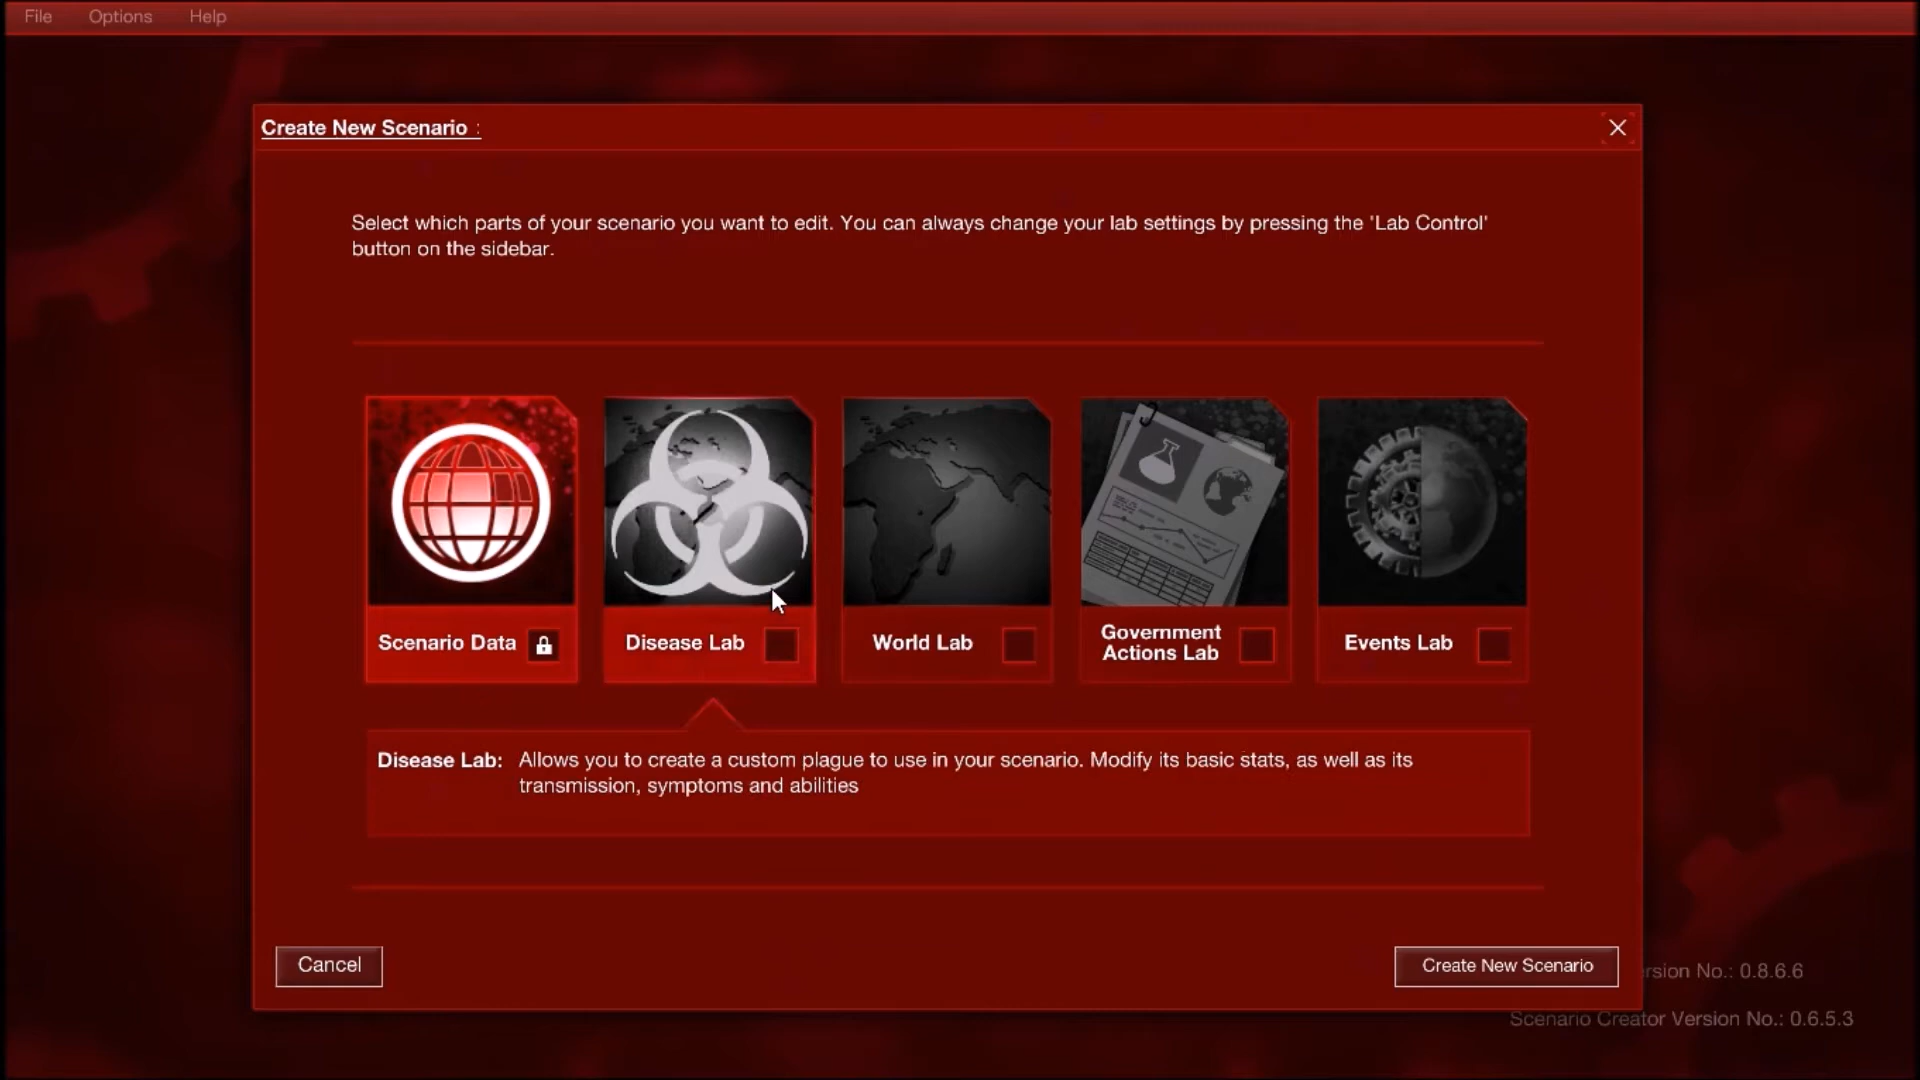 File Options Help
Create New Scenario :
Select which parts of your scenario you want to edit. You can always change your lab settings by pressing the 'Lab Control'
button on the sidebar.
Scenario Data
Disease Lab
World Lab
Government
Actions Lab
Events Lab
Disease Lab: Allows you to create a custom plague to use in your scenario. Modify its basic stats, as well as its
transmission, symptoms and abilities
Cancel
Create New Scenario
rsion No.: 0.8.6.6
Scenario Creator Version No.: 0.6.5.3